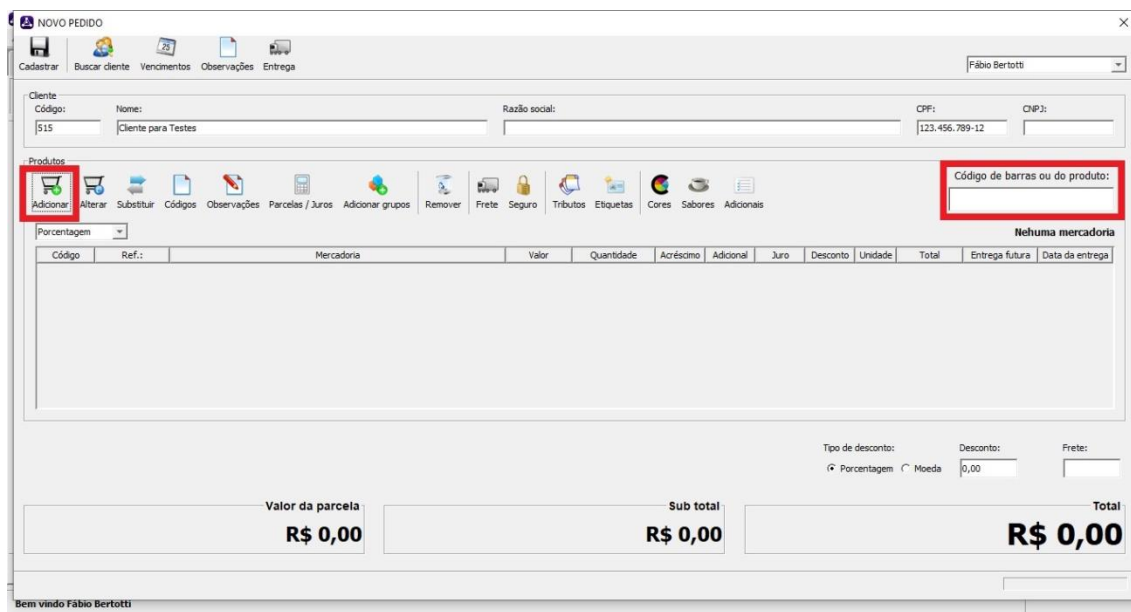 NOVO PEDIDO
25
Cadastrar Buscar cliente Vencimentos Observações Entrega
Fábio Bertotti
Cliente
Código: Nome: Razão social: CPF: CNPJ:
515 Cliente para Testes 123.456.789-12
Produtos
Código de barras ou do produto:
Adicionar Alterar Substituir Códigos Observações Parcelas / Juros Adicionar grupos Remover Frete Seguro Tributos Etiquetas Cores Sabores Adicionais
Porcentagem Nehuma mercadoria
Código Ref.: Mercadoria Valor Quantidade Acréscimo Adicional Juro Desconto Unidade Total Entrega futura Data da entrega
Tipo de desconto: Desconto: Frete:
Porcentagem Moeda 0,00
Valor da parcela Sub total Total
R$ 0,00 R$ 0,00 R$ 0,00
Bem vindo Fábio Bertotti